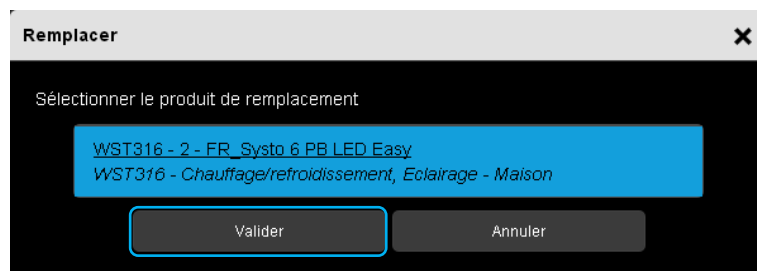 Remplacer
Sélectionner le produit de remplacement
WST316 - 2 - FR_Systo 6 PB LED Easy
WST316 - Chauffage/refroidissement, Eclairage - Maison
Valider Annuler